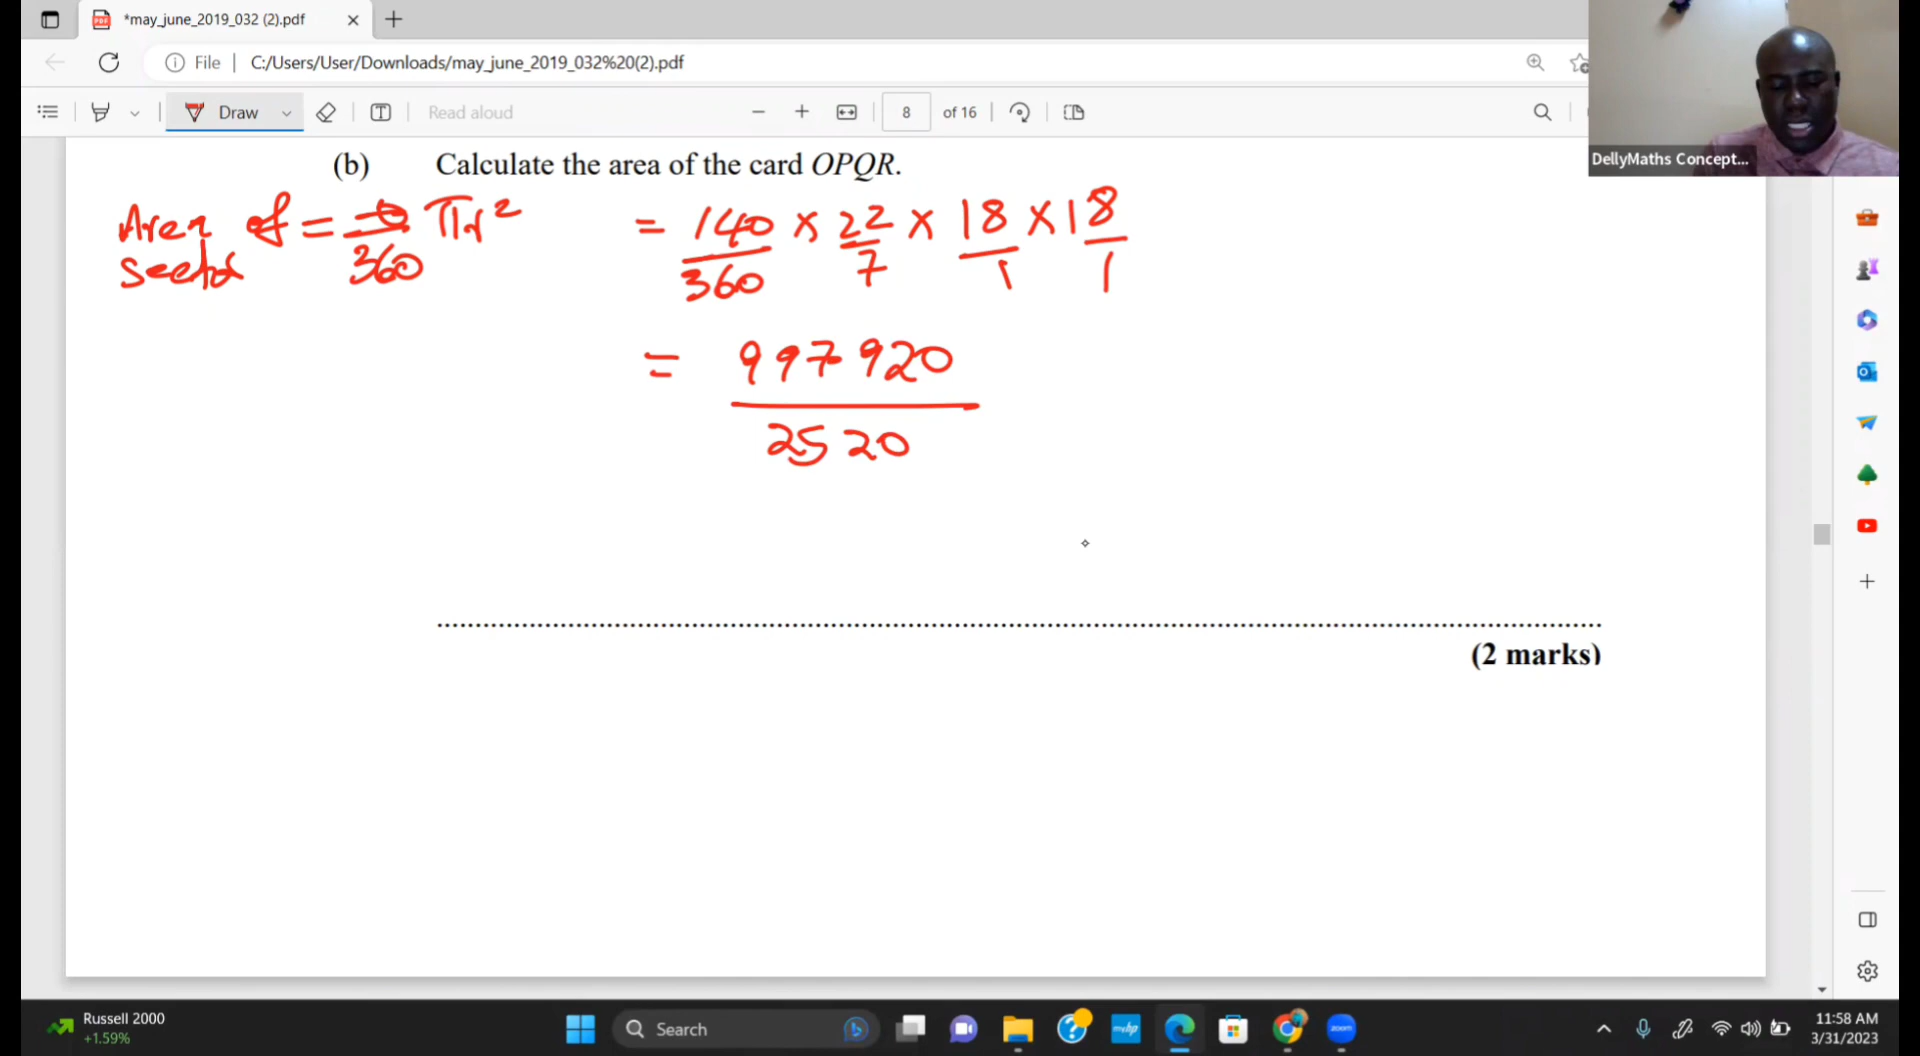 *may_june_2019_032 (2).pdf
File | C:/Users/User/Downloads/may_june_2019_032%20(2).pdf
Draw
Read aloud
8 of 16
DellyMaths Concept...
(b) Calculate the area of the card OPQR.
Area of sector = θ/360 πr² = 140/360 × 22/7 × 18/1 × 18/1
= 997920/2520
(2 marks)
Russell 2000
+1.59%
Search
myhp
zoom
11:58 AM
3/31/2023